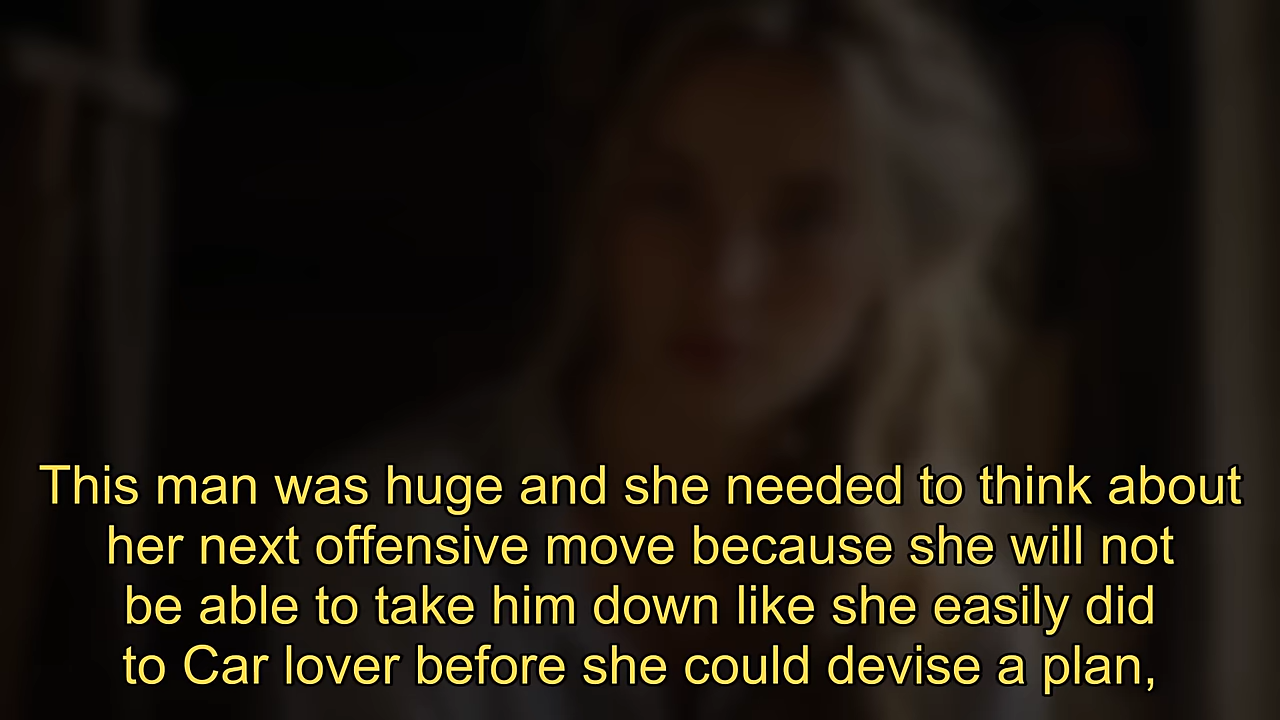 This man was huge and she needed to think about
her next offensive move because she will not
be able to take him down like she easily did
to Car lover before she could devise a plan,